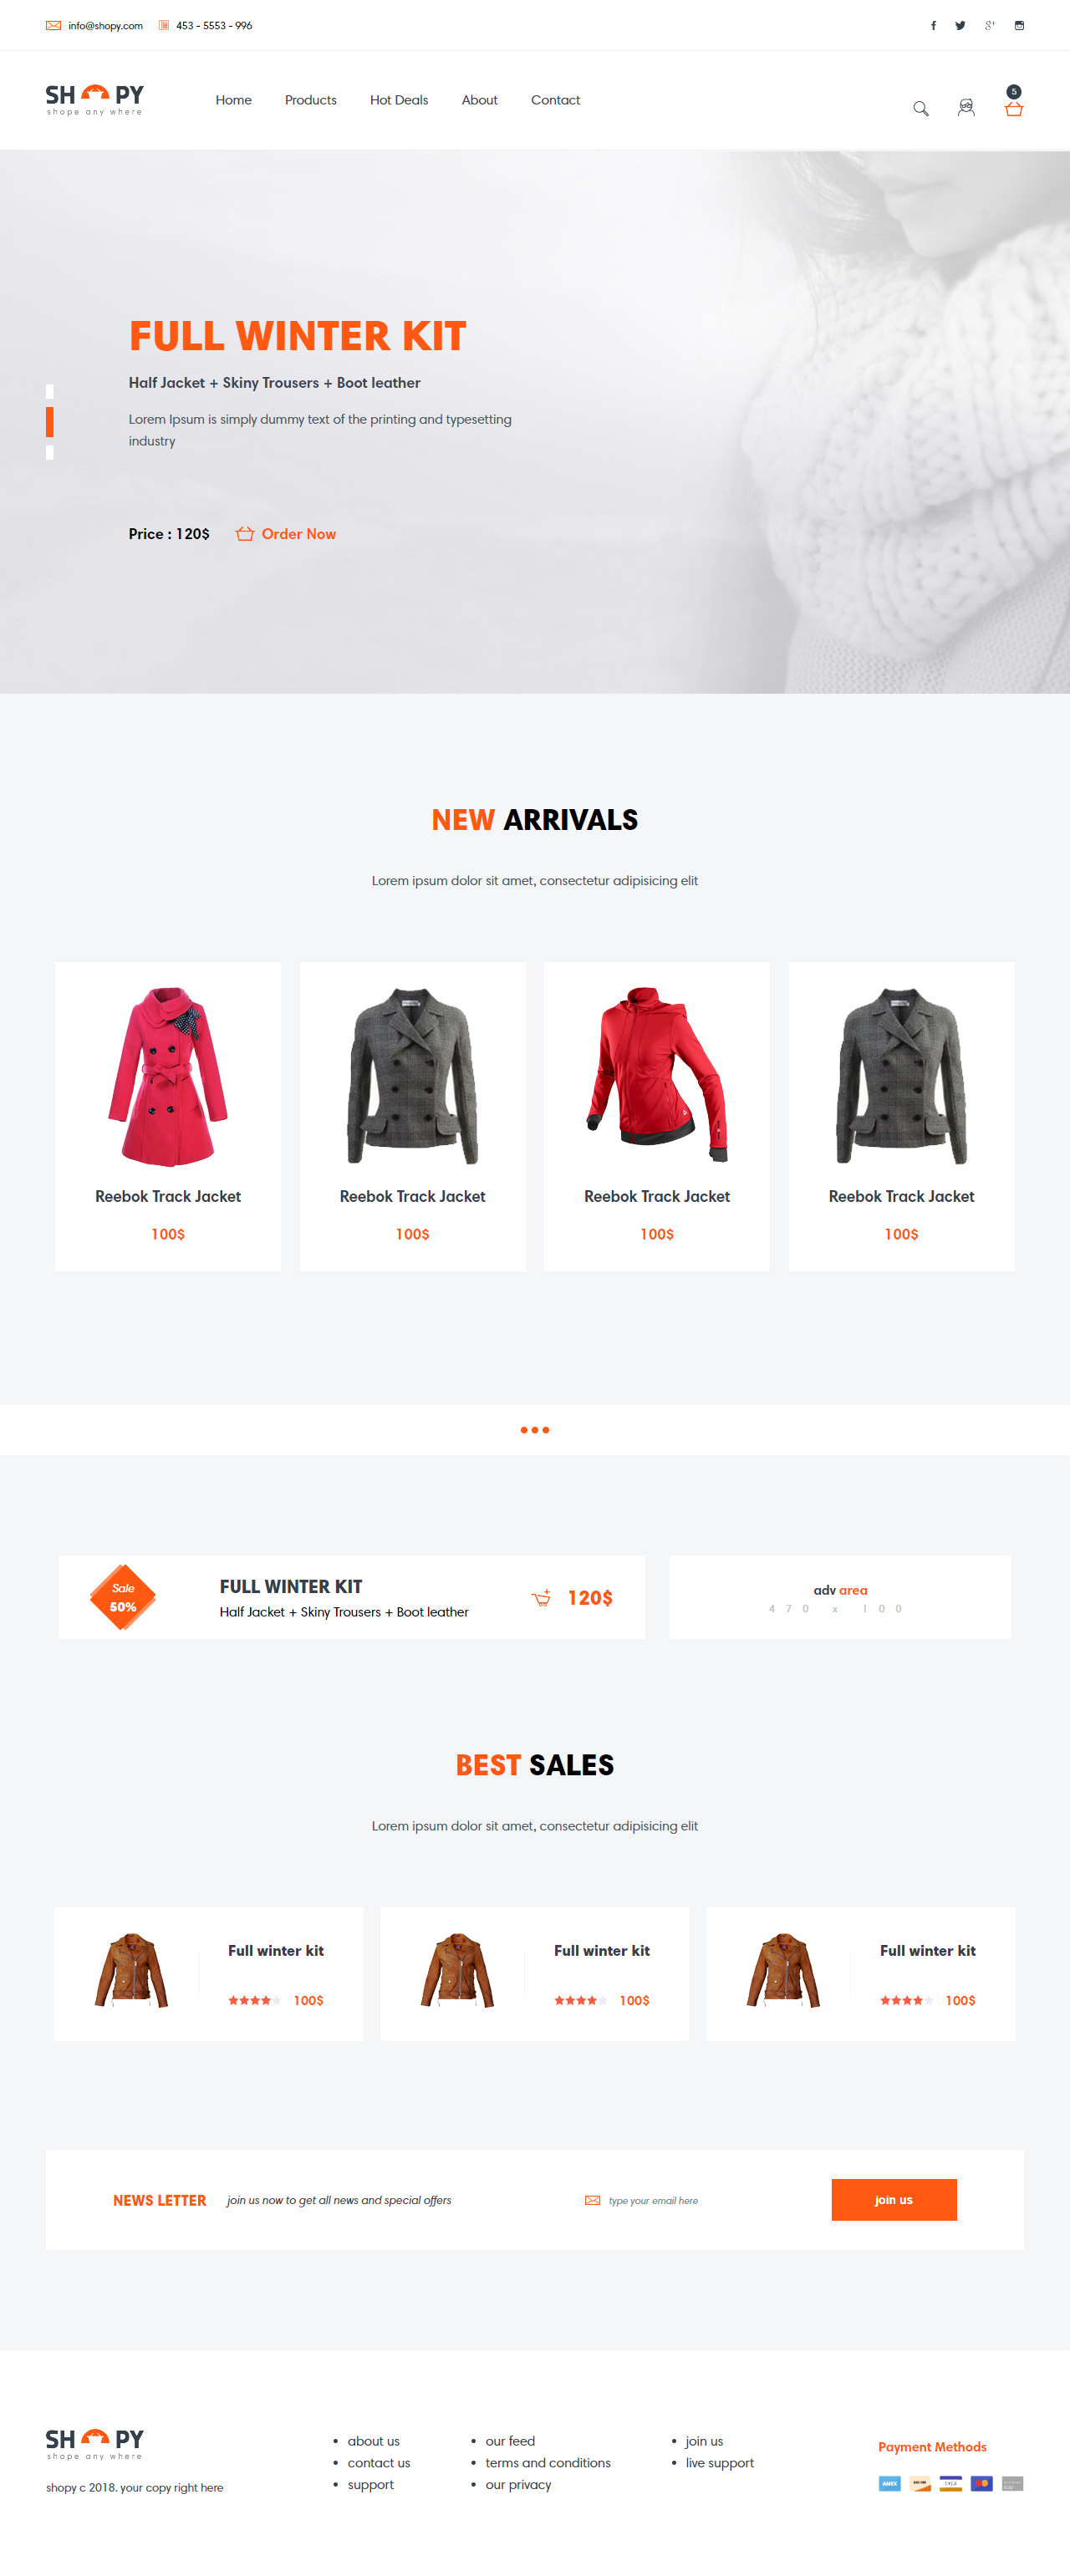 info@shopy.com 453 - 5553 - 996
SH PY
shope any where
Home Products Hot Deals About Contact
5
FULL WINTER KIT
Half Jacket + Skiny Trousers + Boot leather
Lorem Ipsum is simply dummy text of the printing and typesetting
industry
Price : 120$ Order Now
NEW ARRIVALS
Lorem ipsum dolor sit amet, consectetur adipisicing elit
Reebok Track Jacket
100$
Reebok Track Jacket
100$
Reebok Track Jacket
100$
Reebok Track Jacket
100$
Sale
50%
FULL WINTER KIT
Half Jacket + Skiny Trousers + Boot leather
120$
adv area
470 x 100
BEST SALES
Lorem ipsum dolor sit amet, consectetur adipisicing elit
Full winter kit
100$
Full winter kit
100$
Full winter kit
100$
NEWS LETTER join us now to get all news and special offers type your email here join us
SH PY
shope any where
shopy c 2018. your copy right here
about us
contact us
support
our feed
terms and conditions
our privacy
join us
live support
Payment Methods
AMEX
VISA